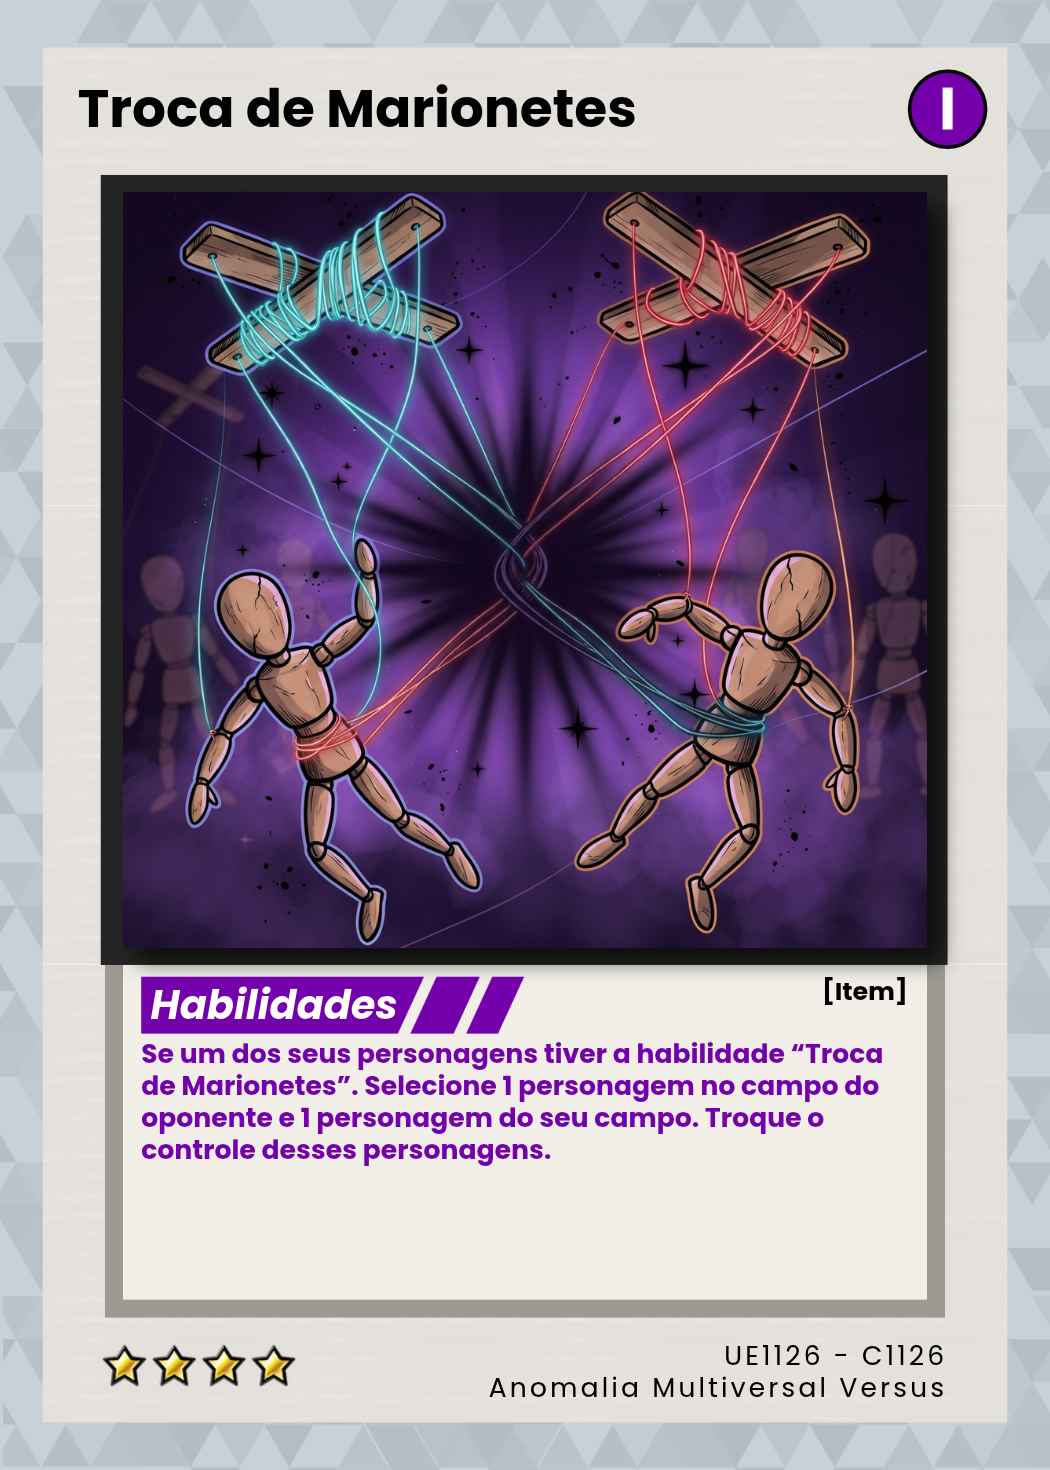 Troca de Marionetes
I
Habilidades
[Item]
Se um dos seus personagens tiver a habilidade “Troca
de Marionetes”. Selecione 1 personagem no campo do
oponente e 1 personagem do seu campo. Troque o
controle desses personagens.
UE1126 - C1126
Anomalia Multiversal Versus